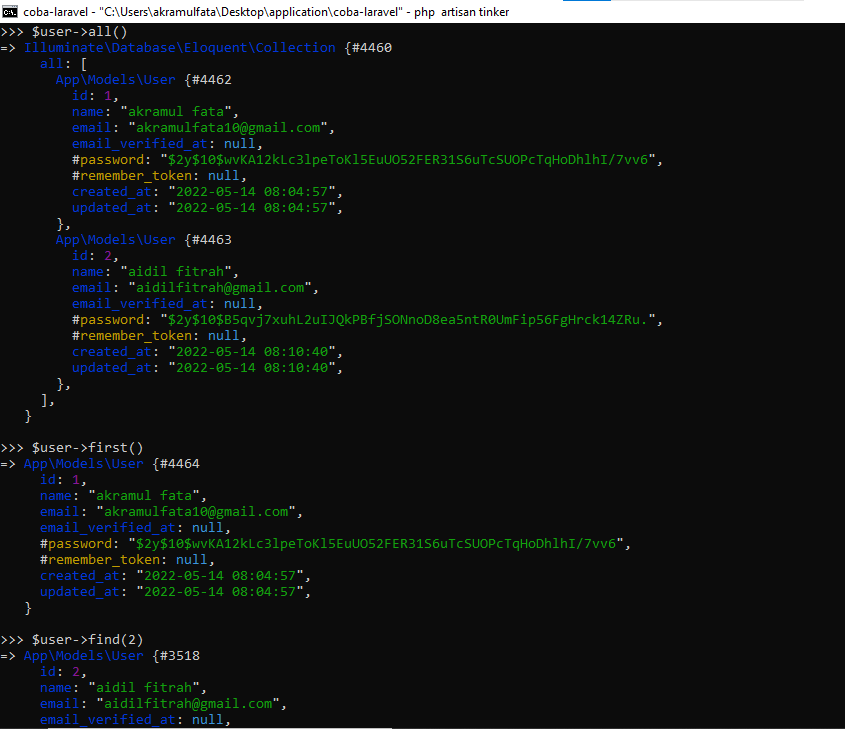 coba-laravel - "C:\Users\akramulfata\Desktop\application\coba-laravel" - php artisan tinker
>>> $user->all()
=> Illuminate\Database\Eloquent\Collection {#4460
     all: [
       App\Models\User {#4462
         id: 1,
         name: "akramul fata",
         email: "akramulfata10@gmail.com",
         email_verified_at: null,
         #password: "$2y$10$wvKA12kLc3lpeToKl5EuUO52FER31S6uTcSUOPcTqHoDhlhI/7vv6",
         #remember_token: null,
         created_at: "2022-05-14 08:04:57",
         updated_at: "2022-05-14 08:04:57",
       },
       App\Models\User {#4463
         id: 2,
         name: "aidil fitrah",
         email: "aidilfitrah@gmail.com",
         email_verified_at: null,
         #password: "$2y$10$B5qvj7xuhL2uIJQkPBfjSONnoD8ea5ntR0UmFip56FgHrck14ZRu.",
         #remember_token: null,
         created_at: "2022-05-14 08:10:40",
         updated_at: "2022-05-14 08:10:40",
       },
     ],
   }
>>> $user->first()
=> App\Models\User {#4464
     id: 1,
     name: "akramul fata",
     email: "akramulfata10@gmail.com",
     email_verified_at: null,
     #password: "$2y$10$wvKA12kLc3lpeToKl5EuUO52FER31S6uTcSUOPcTqHoDhlhI/7vv6",
     #remember_token: null,
     created_at: "2022-05-14 08:04:57",
     updated_at: "2022-05-14 08:04:57",
   }
>>> $user->find(2)
=> App\Models\User {#3518
     id: 2,
     name: "aidil fitrah",
     email: "aidilfitrah@gmail.com",
     email_verified_at: null,